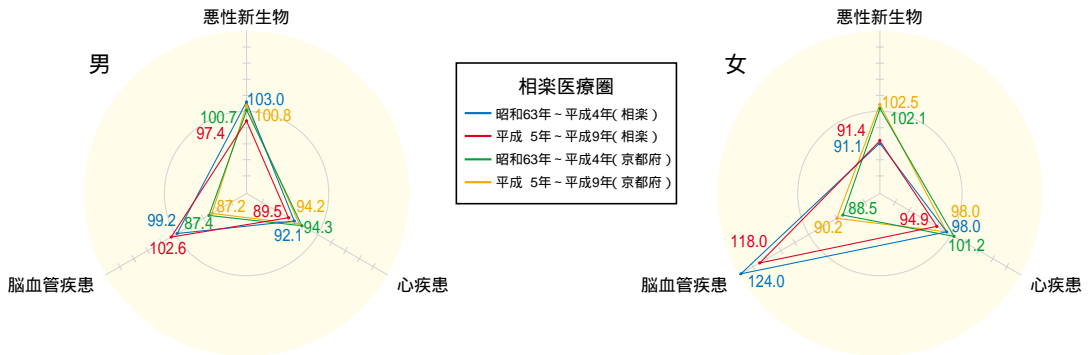 悪性新生物
男
103.0
100.7
100.8
97.4
99.2
87.2
87.4
89.5
94.2
92.1
94.3
102.6
脳血管疾患
心疾患
相楽医療圏
昭和63年~平成4年(相楽)
平成 5年~平成9年(相楽)
昭和63年~平成4年(京都府)
平成 5年~平成9年(京都府)
悪性新生物
女
102.5
102.1
91.4
91.1
88.5
90.2
94.9
98.0
98.0
101.2
118.0
124.0
脳血管疾患
心疾患